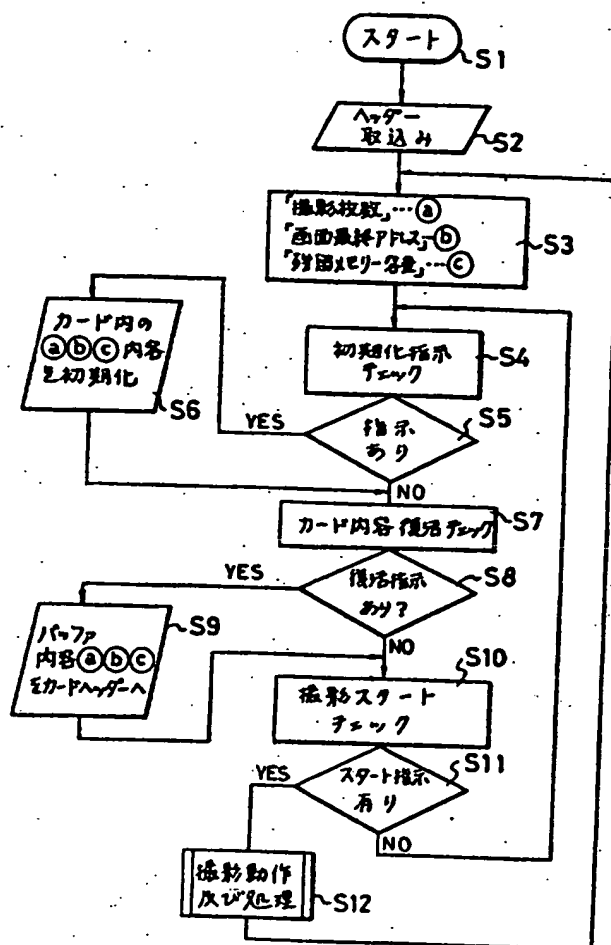 スタート
S1
ヘッダー
取込み
S2
「撮影枚数」…ⓐ
「画面最終アドレス」-ⓑ
「残留メモリー容量」…ⓒ
S3
初期化指示
チェック
S4
指示
あり
S5
YES
NO
カード内の
ⓐⓑⓒ内容
を初期化
S6
カード内容復活チェック
S7
復活指示
あり?
S8
YES
NO
バッファ
内容ⓐⓑⓒ
をカードヘッダーへ
S9
撮影スタート
チェック
S10
スタート指示
有り
S11
YES
NO
撮影動作
及び処理
S12